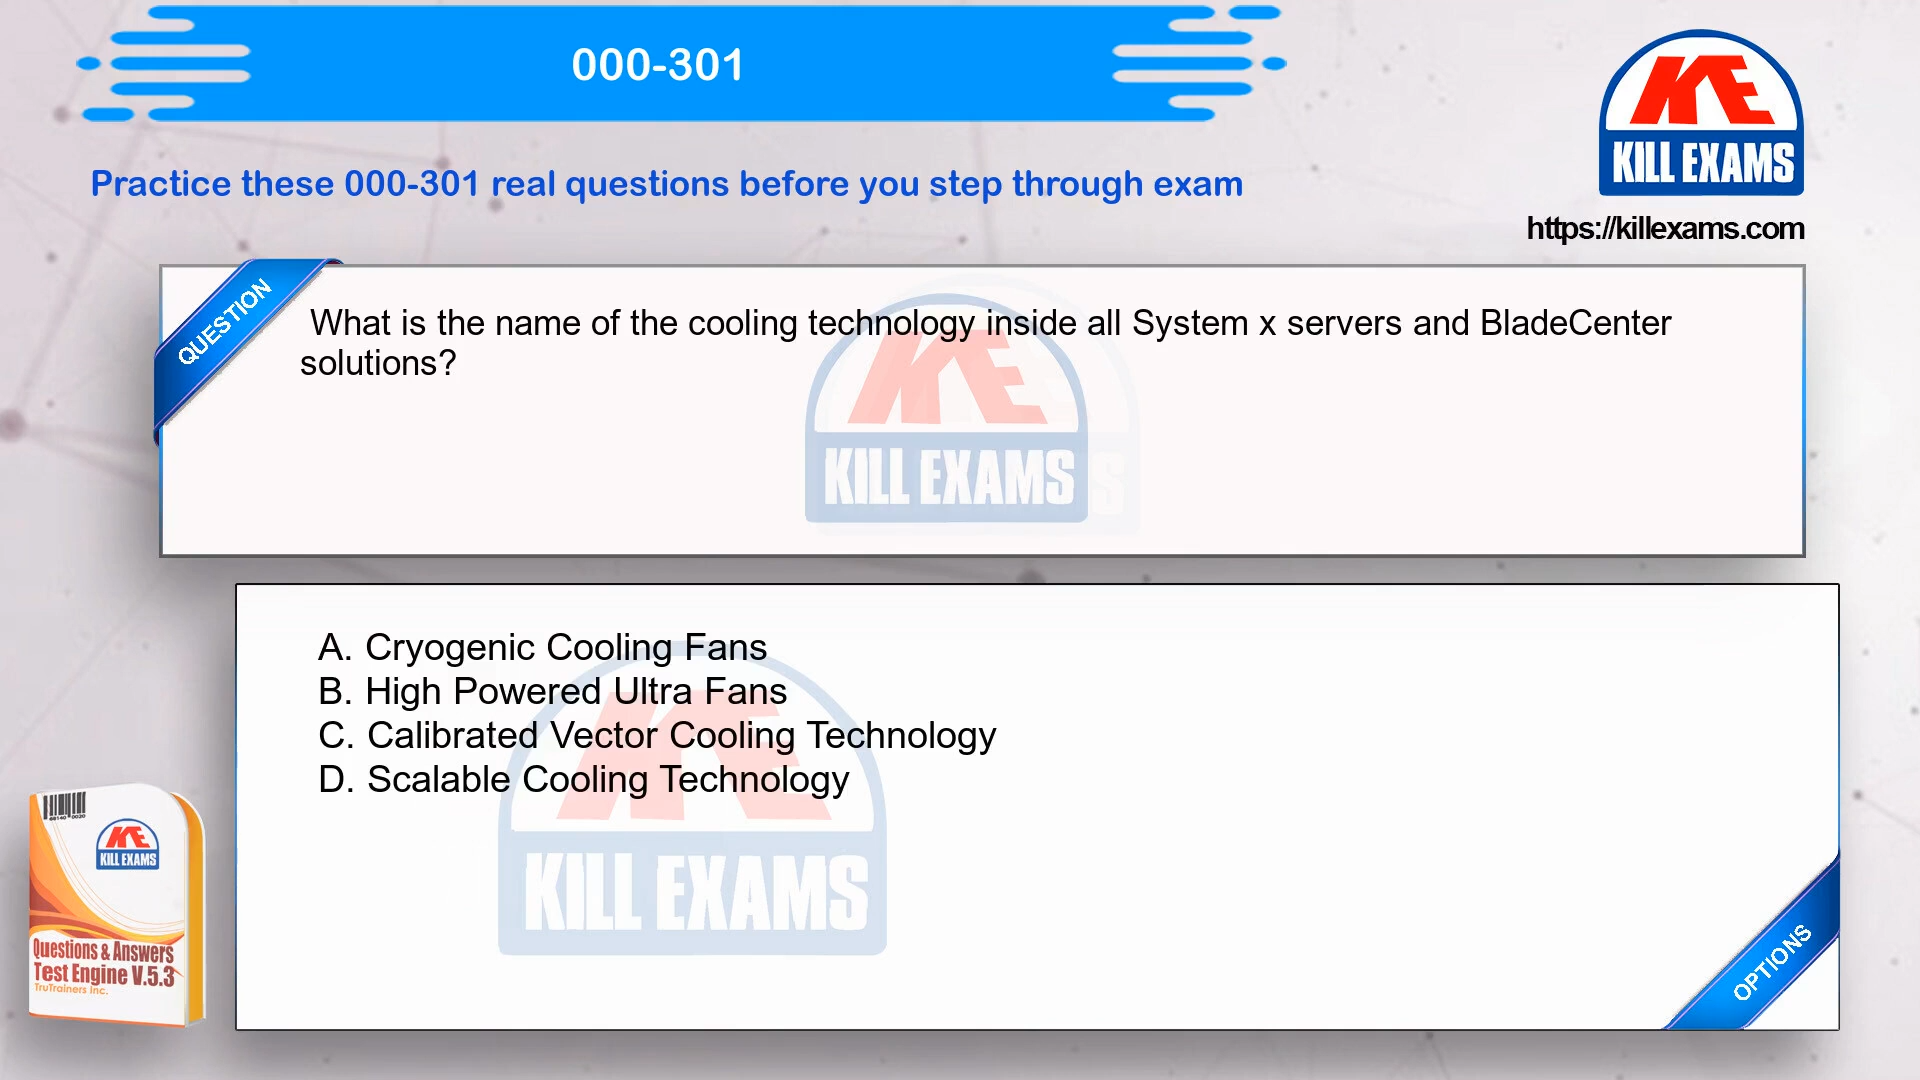 000-301
KILL EXAMS
Practice these 000-301 real questions before you step through exam
https://killexams.com
QUESTION
What is the name of the cooling technology inside all System x servers and BladeCenter
solutions?
KILL EXAMS
A. Cryogenic Cooling Fans
B. High Powered Ultra Fans
C. Calibrated Vector Cooling Technology
D. Scalable Cooling Technology
KILL EXAMS
KILL EXAMS
Questions & Answers
Test Engine V.5.3
TruTrainers Inc.
OPTIONS